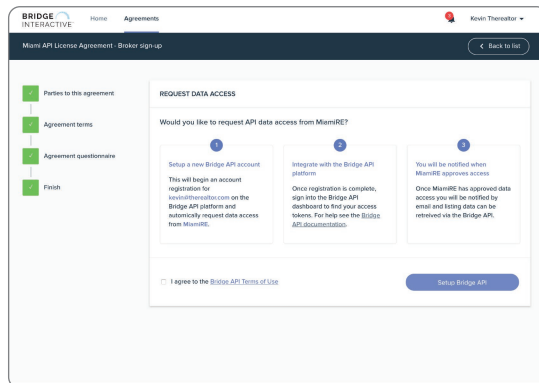 BRIDGE
INTERACTIVE™
Home
Agreements
Kevin Therealtor
Miami API License Agreement - Broker sign-up
Back to list
Parties to this agreement
Agreement terms
Agreement questionnaire
Finish
REQUEST DATA ACCESS
Would you like to request API data access from MiamiRE?
1
Setup a new Bridge API account
This will begin an account
registration for
kevin@therealtor.com on the
Bridge API platform and
automically request data access
from MiamiRE.
2
Integrate with the Bridge API
platform
Once registration is complete,
sign into the Bridge API
dashboard to find your access
tokens. For help see the Bridge
API documentation.
3
You will be notified when
MiamiRE approves access
Once MiamiRE has approved data
access you will be notified by
email and listing data can be
retreived via the Bridge API.
I agree to the Bridge API Terms of Use
Setup Bridge API